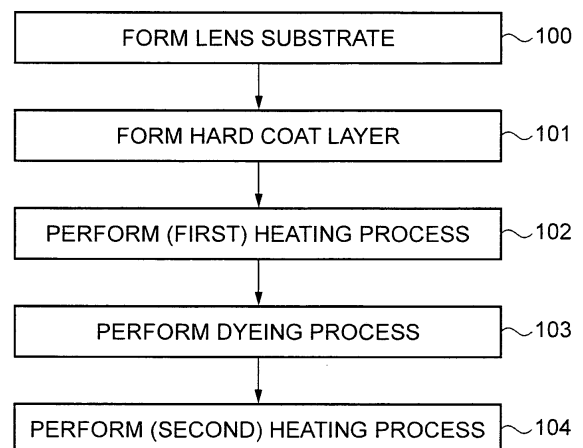 FORM LENS SUBSTRATE 100
FORM HARD COAT LAYER 101
PERFORM (FIRST) HEATING PROCESS 102
PERFORM DYEING PROCESS 103
PERFORM (SECOND) HEATING PROCESS 104